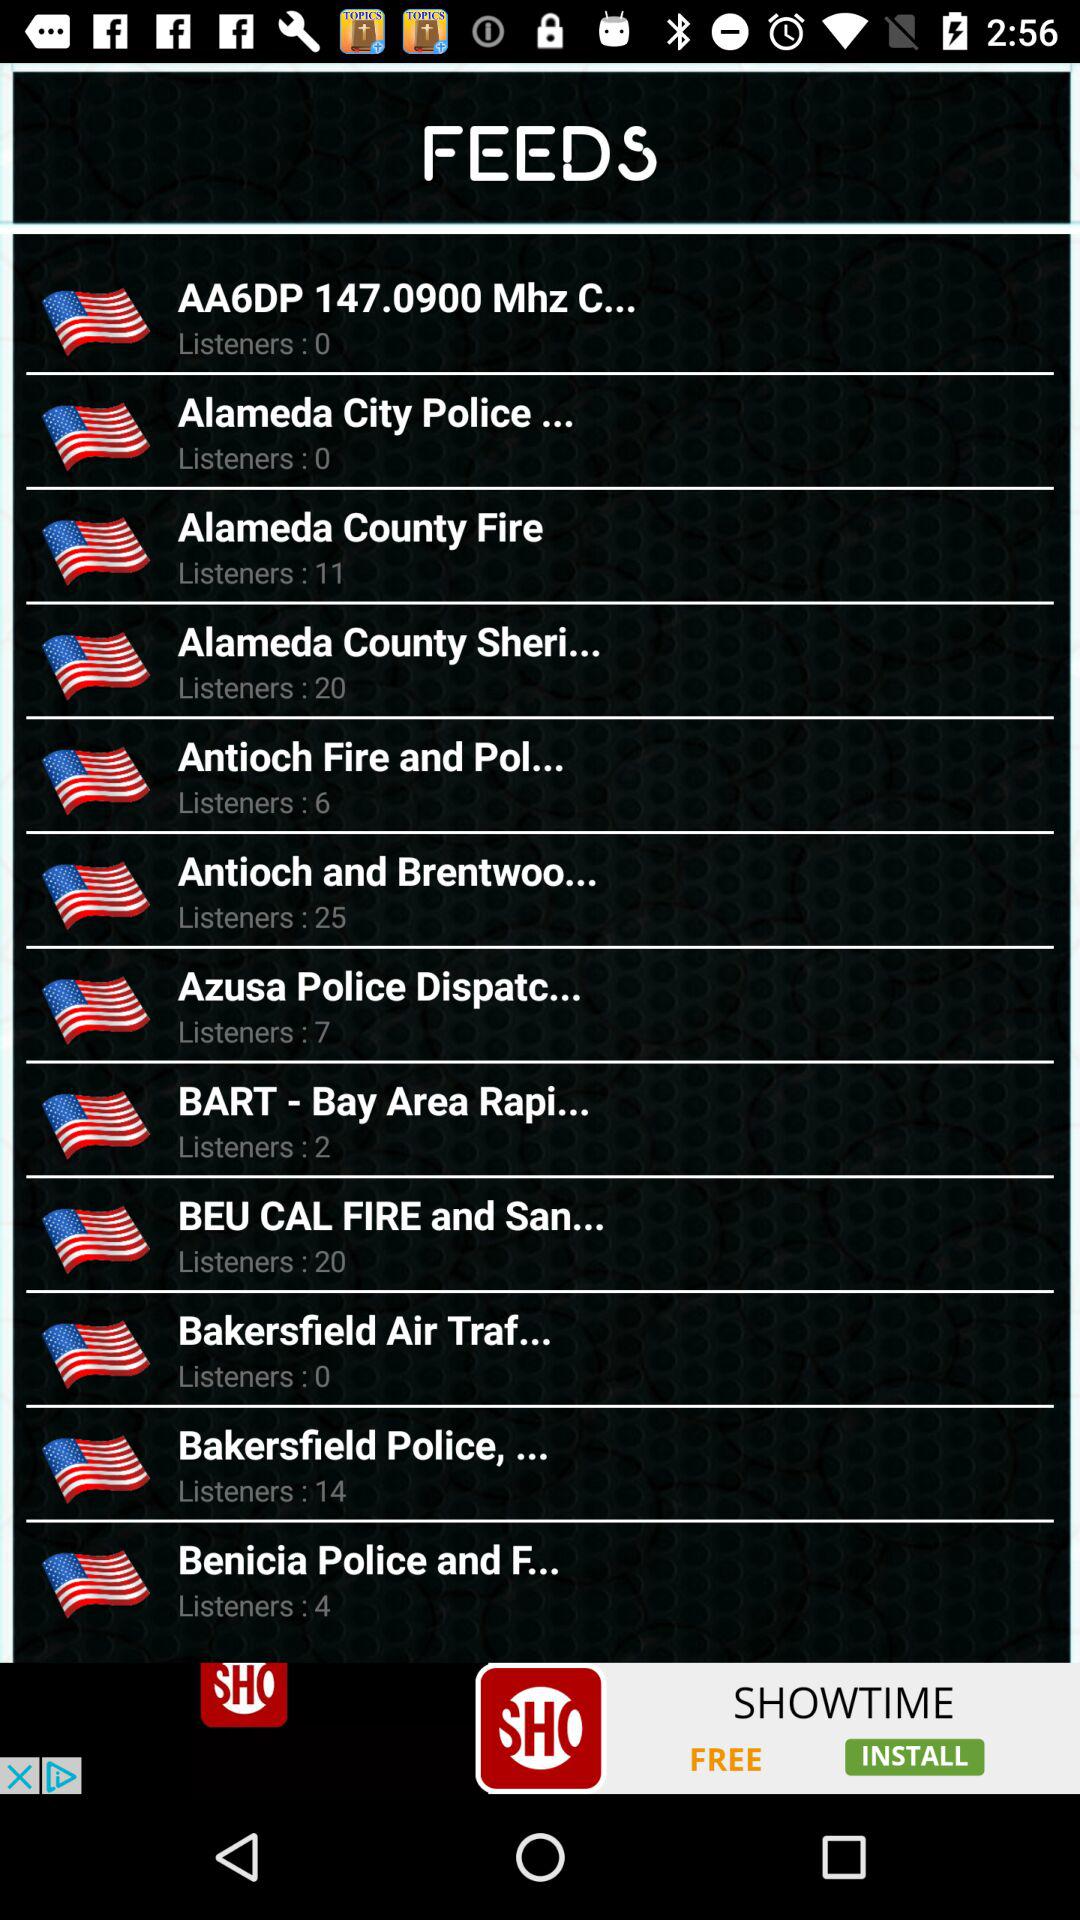 TOPICS TOPICS 2:56
FEEDS
AA6DP 147.0900 Mhz C...
Listeners : 0
Alameda City Police ...
Listeners : 0
Alameda County Fire
Listeners : 11
Alameda County Sheri...
Listeners : 20
Antioch Fire and Pol...
Listeners : 6
Antioch and Brentwoo...
Listeners : 25
Azusa Police Dispatc...
Listeners : 7
BART - Bay Area Rapi...
Listeners : 2
BEU CAL FIRE and San...
Listeners : 20
Bakersfield Air Traf...
Listeners : 0
Bakersfield Police, ...
Listeners : 14
Benicia Police and F...
Listeners : 4
SHO
SHO
SHOWTIME
FREE INSTALL